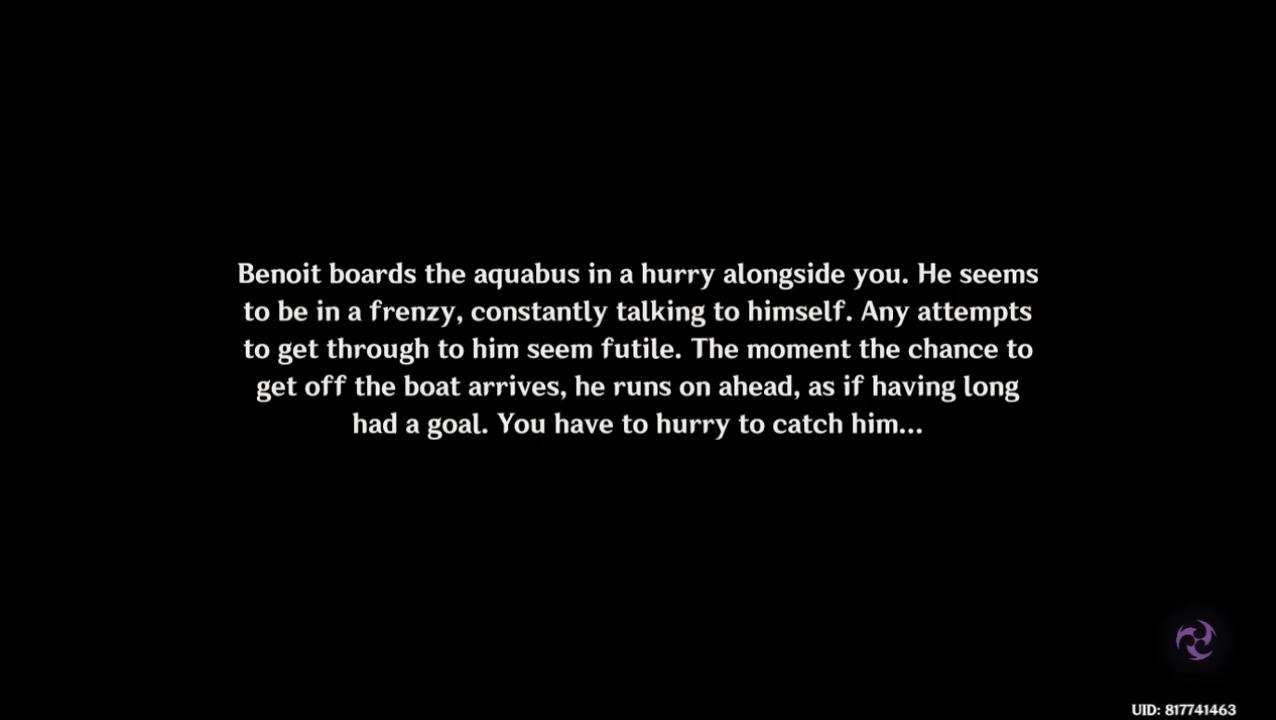 Benoit boards the aquabus in a hurry alongside you. He seems
to be in a frenzy, constantly talking to himself. Any attempts
to get through to him seem futile. The moment the chance to
get off the boat arrives, he runs on ahead, as if having long
had a goal. You have to hurry to catch him...
UID: 817741463